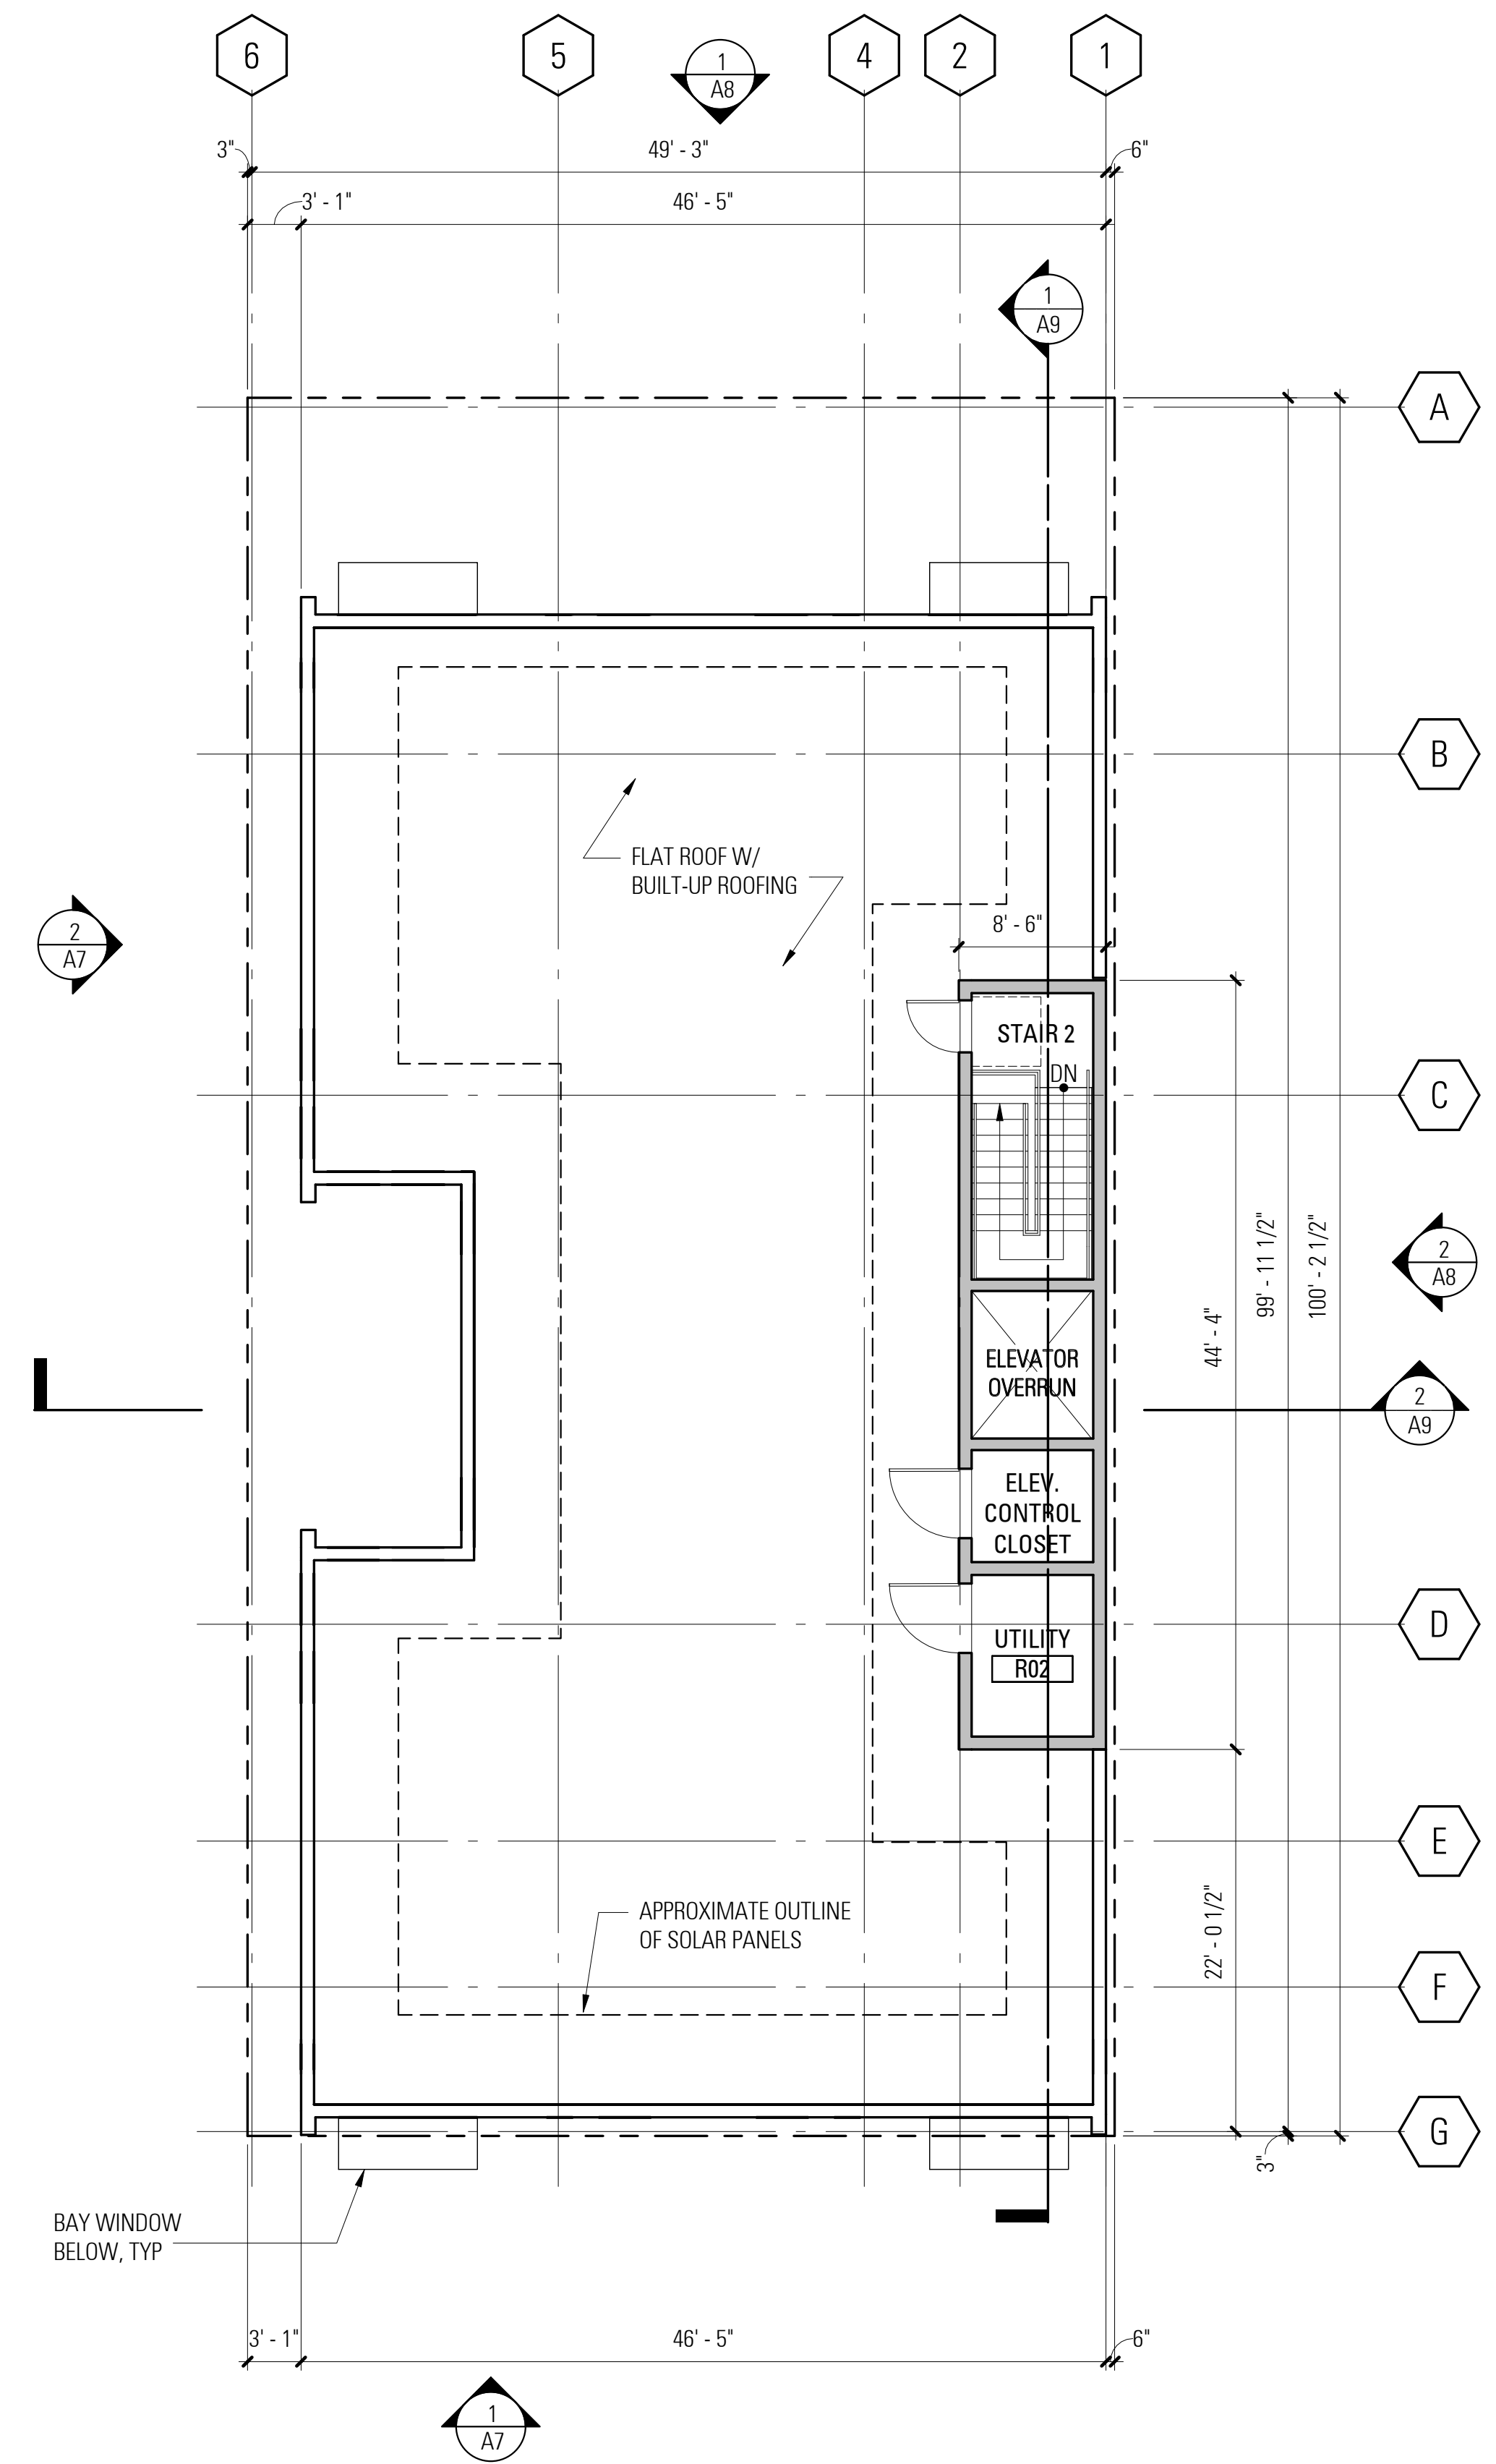 6
5
4
2
1
1
A8
3"
49' - 3"
6"
3' - 1"
46' - 5"
1
A9
A
B
FLAT ROOF W/
BUILT-UP ROOFING
8' - 6"
2
A7
STAIR 2
DN
C
99' - 11 1/2"
100' - 2 1/2"
2
A8
44' - 4"
ELEVATOR
OVERRUN
2
A9
ELEV.
CONTROL
CLOSET
UTILITY
R02
D
E
APPROXIMATE OUTLINE
OF SOLAR PANELS
22' - 0 1/2"
F
G
3"
BAY WINDOW
BELOW, TYP
3' - 1"
46' - 5"
6"
1
A7